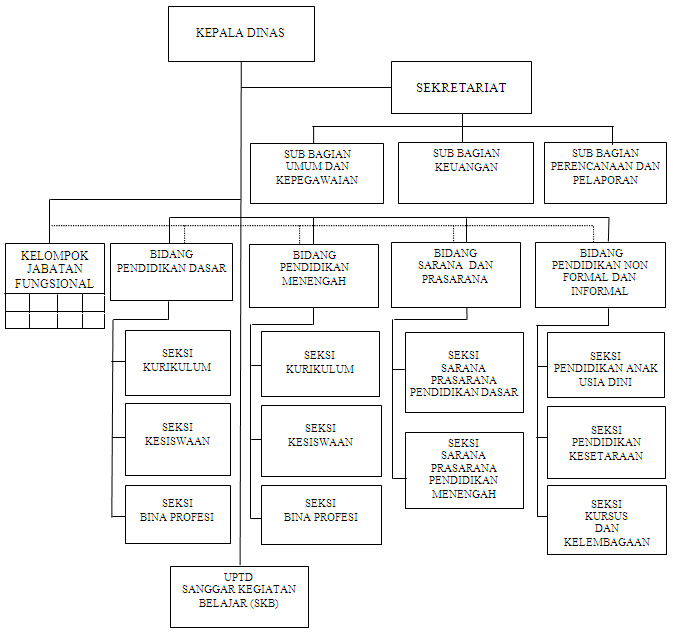 KEPALA DINAS
SEKRETARIAT
SUB BAGIAN
UMUM DAN
KEPEGAWAIAN
SUB BAGIAN
KEUANGAN
SUB BAGIAN
PERENCANAAN DAN
PELAPORAN
KELOMPOK
JABATAN
FUNGSIONAL
BIDANG
PENDIDIKAN DASAR
BIDANG
PENDIDIKAN
MENENGAH
BIDANG
SARANA DAN
PRASARANA
BIDANG
PENDIDIKAN NON
FORMAL DAN
INFORMAL
SEKSI
KURIKULUM
SEKSI
KESISWAAN
SEKSI
BINA PROFESI
SEKSI
KURIKULUM
SEKSI
KESISWAAN
SEKSI
BINA PROFESI
SEKSI
SARANA
PRASARANA
PENDIDIKAN DASAR
SEKSI
SARANA
PRASARANA
PENDIDIKAN
MENENGAH
SEKSI
PENDIDIKAN ANAK
USIA DINI
SEKSI
PENDIDIKAN
KESETARAAN
SEKSI
KURSUS
DAN
KELEMBAGAAN
UPTD
SANGGAR KEGIATAN
BELAJAR (SKB)